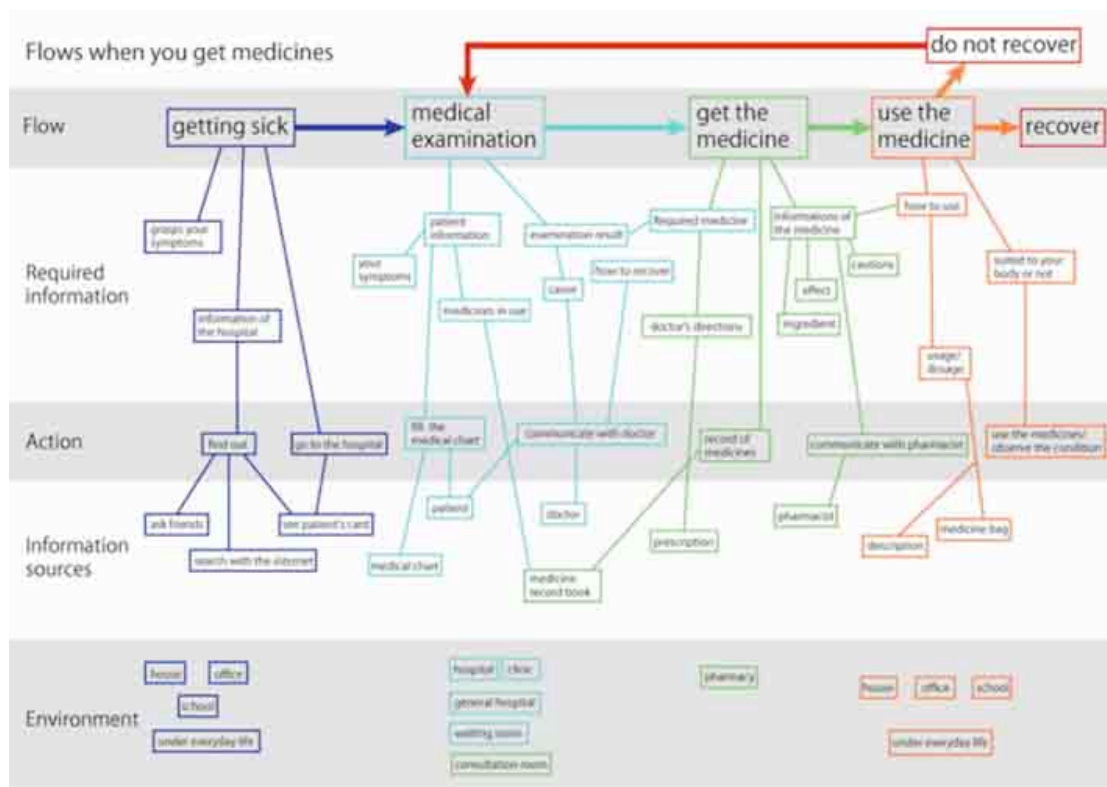 Flows when you get medicines
do not recover
Flow
getting sick
medical
examination
get the
medicine
use the
medicine
recover
Required
information
grasps your
symptoms
information of
the hospital
patient
information
your
symptoms
medicines in use
examination result
cause
how to recover
Required medicine
doctor's directions
Informations of
the medicine
cautions
effect
ingredient
how to use
suited to your
body or not
usage/
dosage
Action
find out
go to the hospital
fill the
medical chart
communicate with doctor
record of
medicines
communicate with pharmacist
use the medicines/
observe the condition
Information
sources
ask friends
search with the internet
see patient's card
medical chart
patient
doctor
medicine
record book
prescription
pharmacist
description
medicine bag
Environment
house
office
school
under everyday life
hospital
clinic
general hospital
waiting room
consultation room
pharmacy
house
office
school
under everyday life